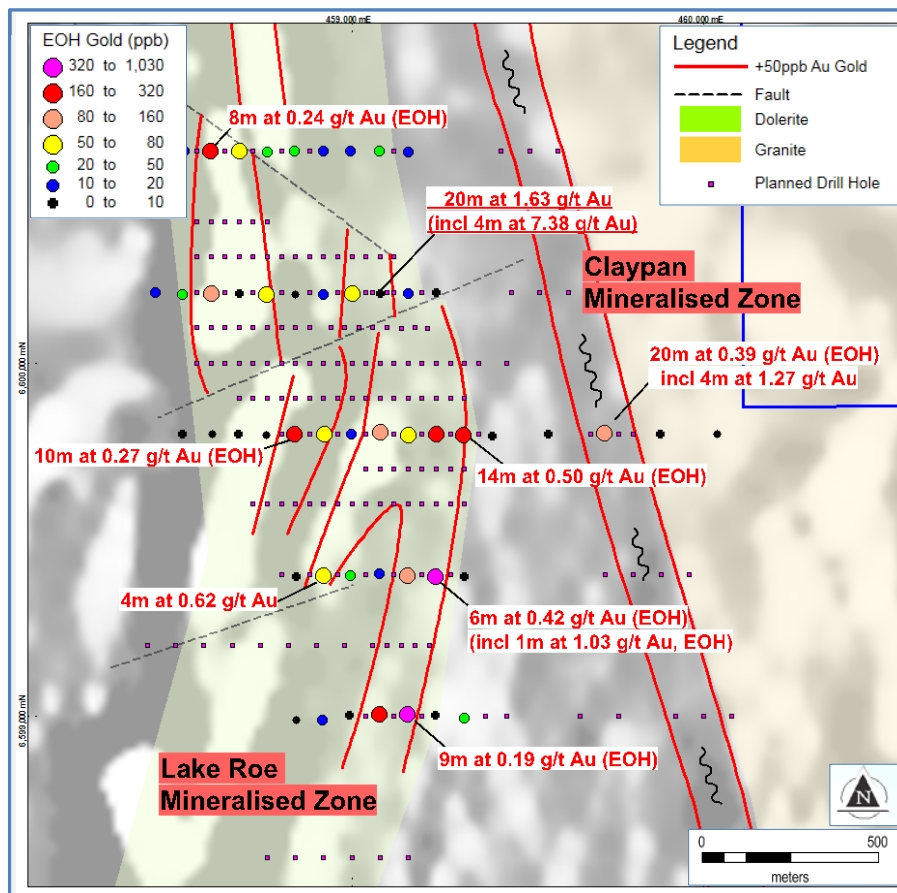 459,000 mE
460,000 mE
EOH Gold (ppb)
320 to 1,030
160 to 320
80 to 160
50 to 80
20 to 50
10 to 20
0 to 10
Legend
+50ppb Au Gold
Fault
Dolerite
Granite
Planned Drill Hole
8m at 0.24 g/t Au (EOH)
20m at 1.63 g/t Au
(incl 4m at 7.38 g/t Au)
Claypan
Mineralised Zone
6,600,000 mN
20m at 0.39 g/t Au (EOH)
incl 4m at 1.27 g/t Au
10m at 0.27 g/t Au (EOH)
14m at 0.50 g/t Au (EOH)
4m at 0.62 g/t Au
6m at 0.42 g/t Au (EOH)
(incl 1m at 1.03 g/t Au, EOH)
6,599,000 mN
9m at 0.19 g/t Au (EOH)
Lake Roe
Mineralised Zone
N
0
500
meters